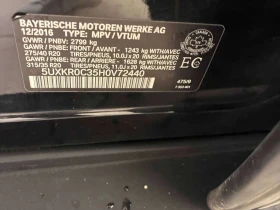 BAYERISCHE MOTOREN WERKE AG
12/2016 TYPE: MPV / VTUM
GVWR / PNBV: 2799 kg
GAWR / PNBE: FRONT / AVANT - 1243 kg WITH/AVEC
275/40 R20 TIRES/PNEUS, 10.0J x 20 RIMS/JANTES
GAWR / PNBE: REAR / ARRIERE - 1628 kg WITH/AVEC
315/35 R20 TIRES/PNEUS, 11.0J x 20 RIMS/JANTES
5UXKR0C35H0V72440
EC
475/8